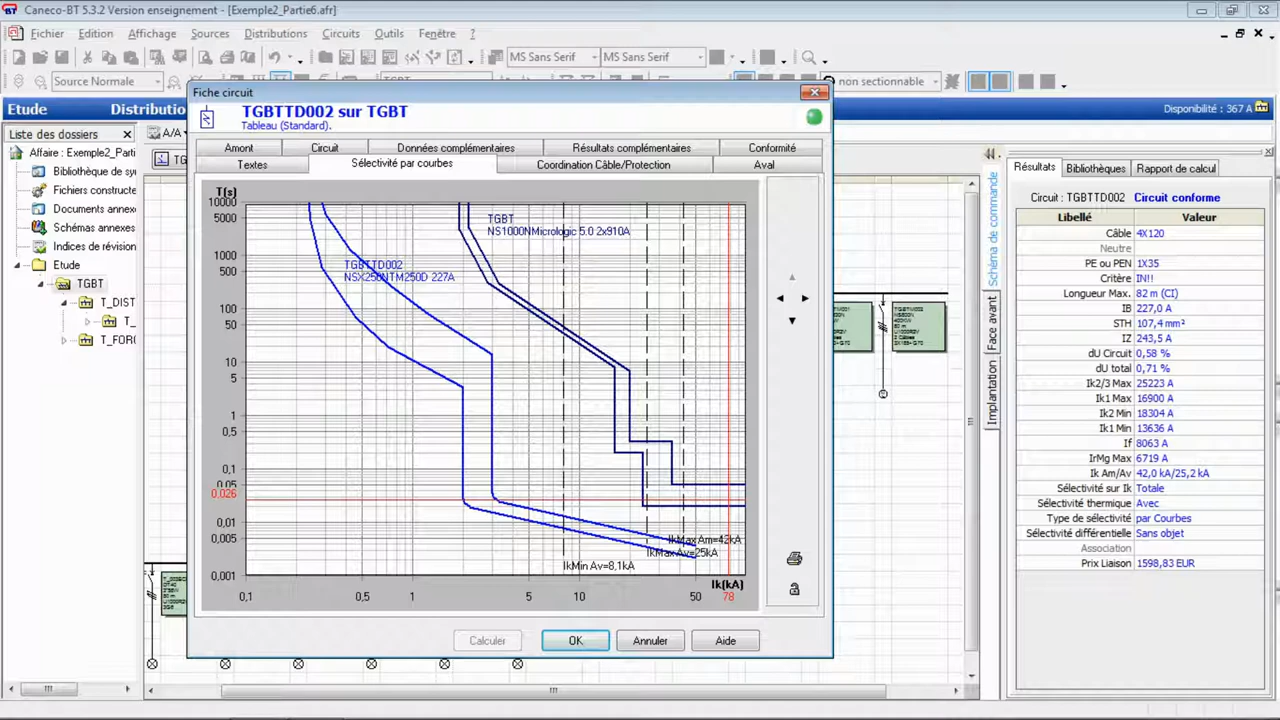 Caneco-BT 5.3.2 Version enseignement - [Exemple2_Partie6.afr]
Fichier Edition Affichage Sources Distributions Circuits Outils Fenêtre ?
MS Sans Serif MS Sans Serif
Source Normale
TGBT
non sectionable
Etude
Distributio
Disponibilité : 367 A
Liste des dossiers
Affaire : Exemple2_Parti
Bibliothèque de sy
Fichiers constructe
Documents annex
Schémas annexes
Indices de révision
Etude
TGBT
T_DIST
T_
T_FOR
A/A
TG
Fiche circuit
TGBTTD002 sur TGBT
Tableau (Standard).
Amont Circuit Données complémentaires Résultats complémentaires Conformité
Textes Sélectivité par courbes Coordination Câble/Protection Aval
T(s)
10000
5000
1000
500
100
50
10
5
1
0,5
0,1
0,05
0,026
0,01
0,005
0,001
TGBT
NS1000NMicrologic 5.0 2x910A
TGBTTD002
NSX250NTM250D 227A
IkMax Am=42kA
IkMax Av=25kA
IkMin Av=8,1kA
Ik(kA)
0,1 0,5 1 5 10 50 78
Calculer OK Annuler Aide
Schéma de commande
Face avant
Implantation
Résultats Bibliothèques Rapport de calcul
Circuit : TGBTTD002 Circuit conforme
Libellé Valeur
Câble 4X120
Neutre
PE ou PEN 1X35
Critère IN!!
Longueur Max. 82 m (CI)
IB 227,0 A
STH 107,4 mm²
IZ 243,5 A
dU Circuit 0,58 %
dU total 0,71 %
Ik2/3 Max 25223 A
Ik1 Max 16900 A
Ik2 Min 18304 A
Ik1 Min 13636 A
If 8063 A
IrMg Max 6719 A
Ik Am/Av 42,0 kA/25,2 kA
Sélectivité sur Ik Totale
Sélectivité thermique Avec
Type de sélectivité par Courbes
Sélectivité différentielle Sans objet
Association
Prix Liaison 1598,83 EUR